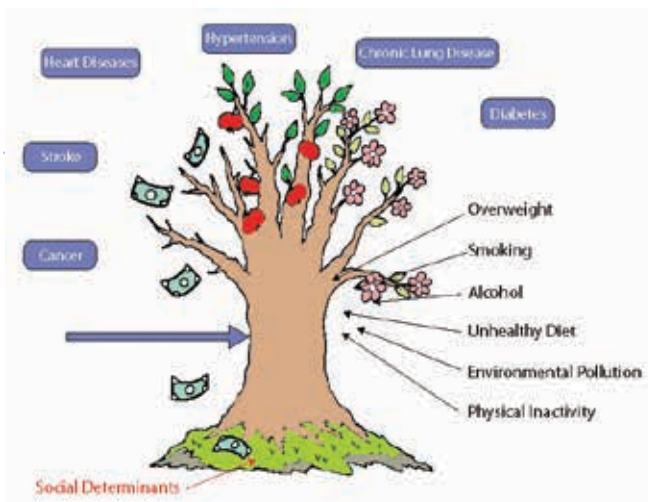 Hypertension
Heart Diseases
Chronic Lung Disease
Diabetes
Stroke
Cancer
Overweight
Smoking
Alcohol
Unhealthy Diet
Environmental Pollution
Physical Inactivity
Social Determinants